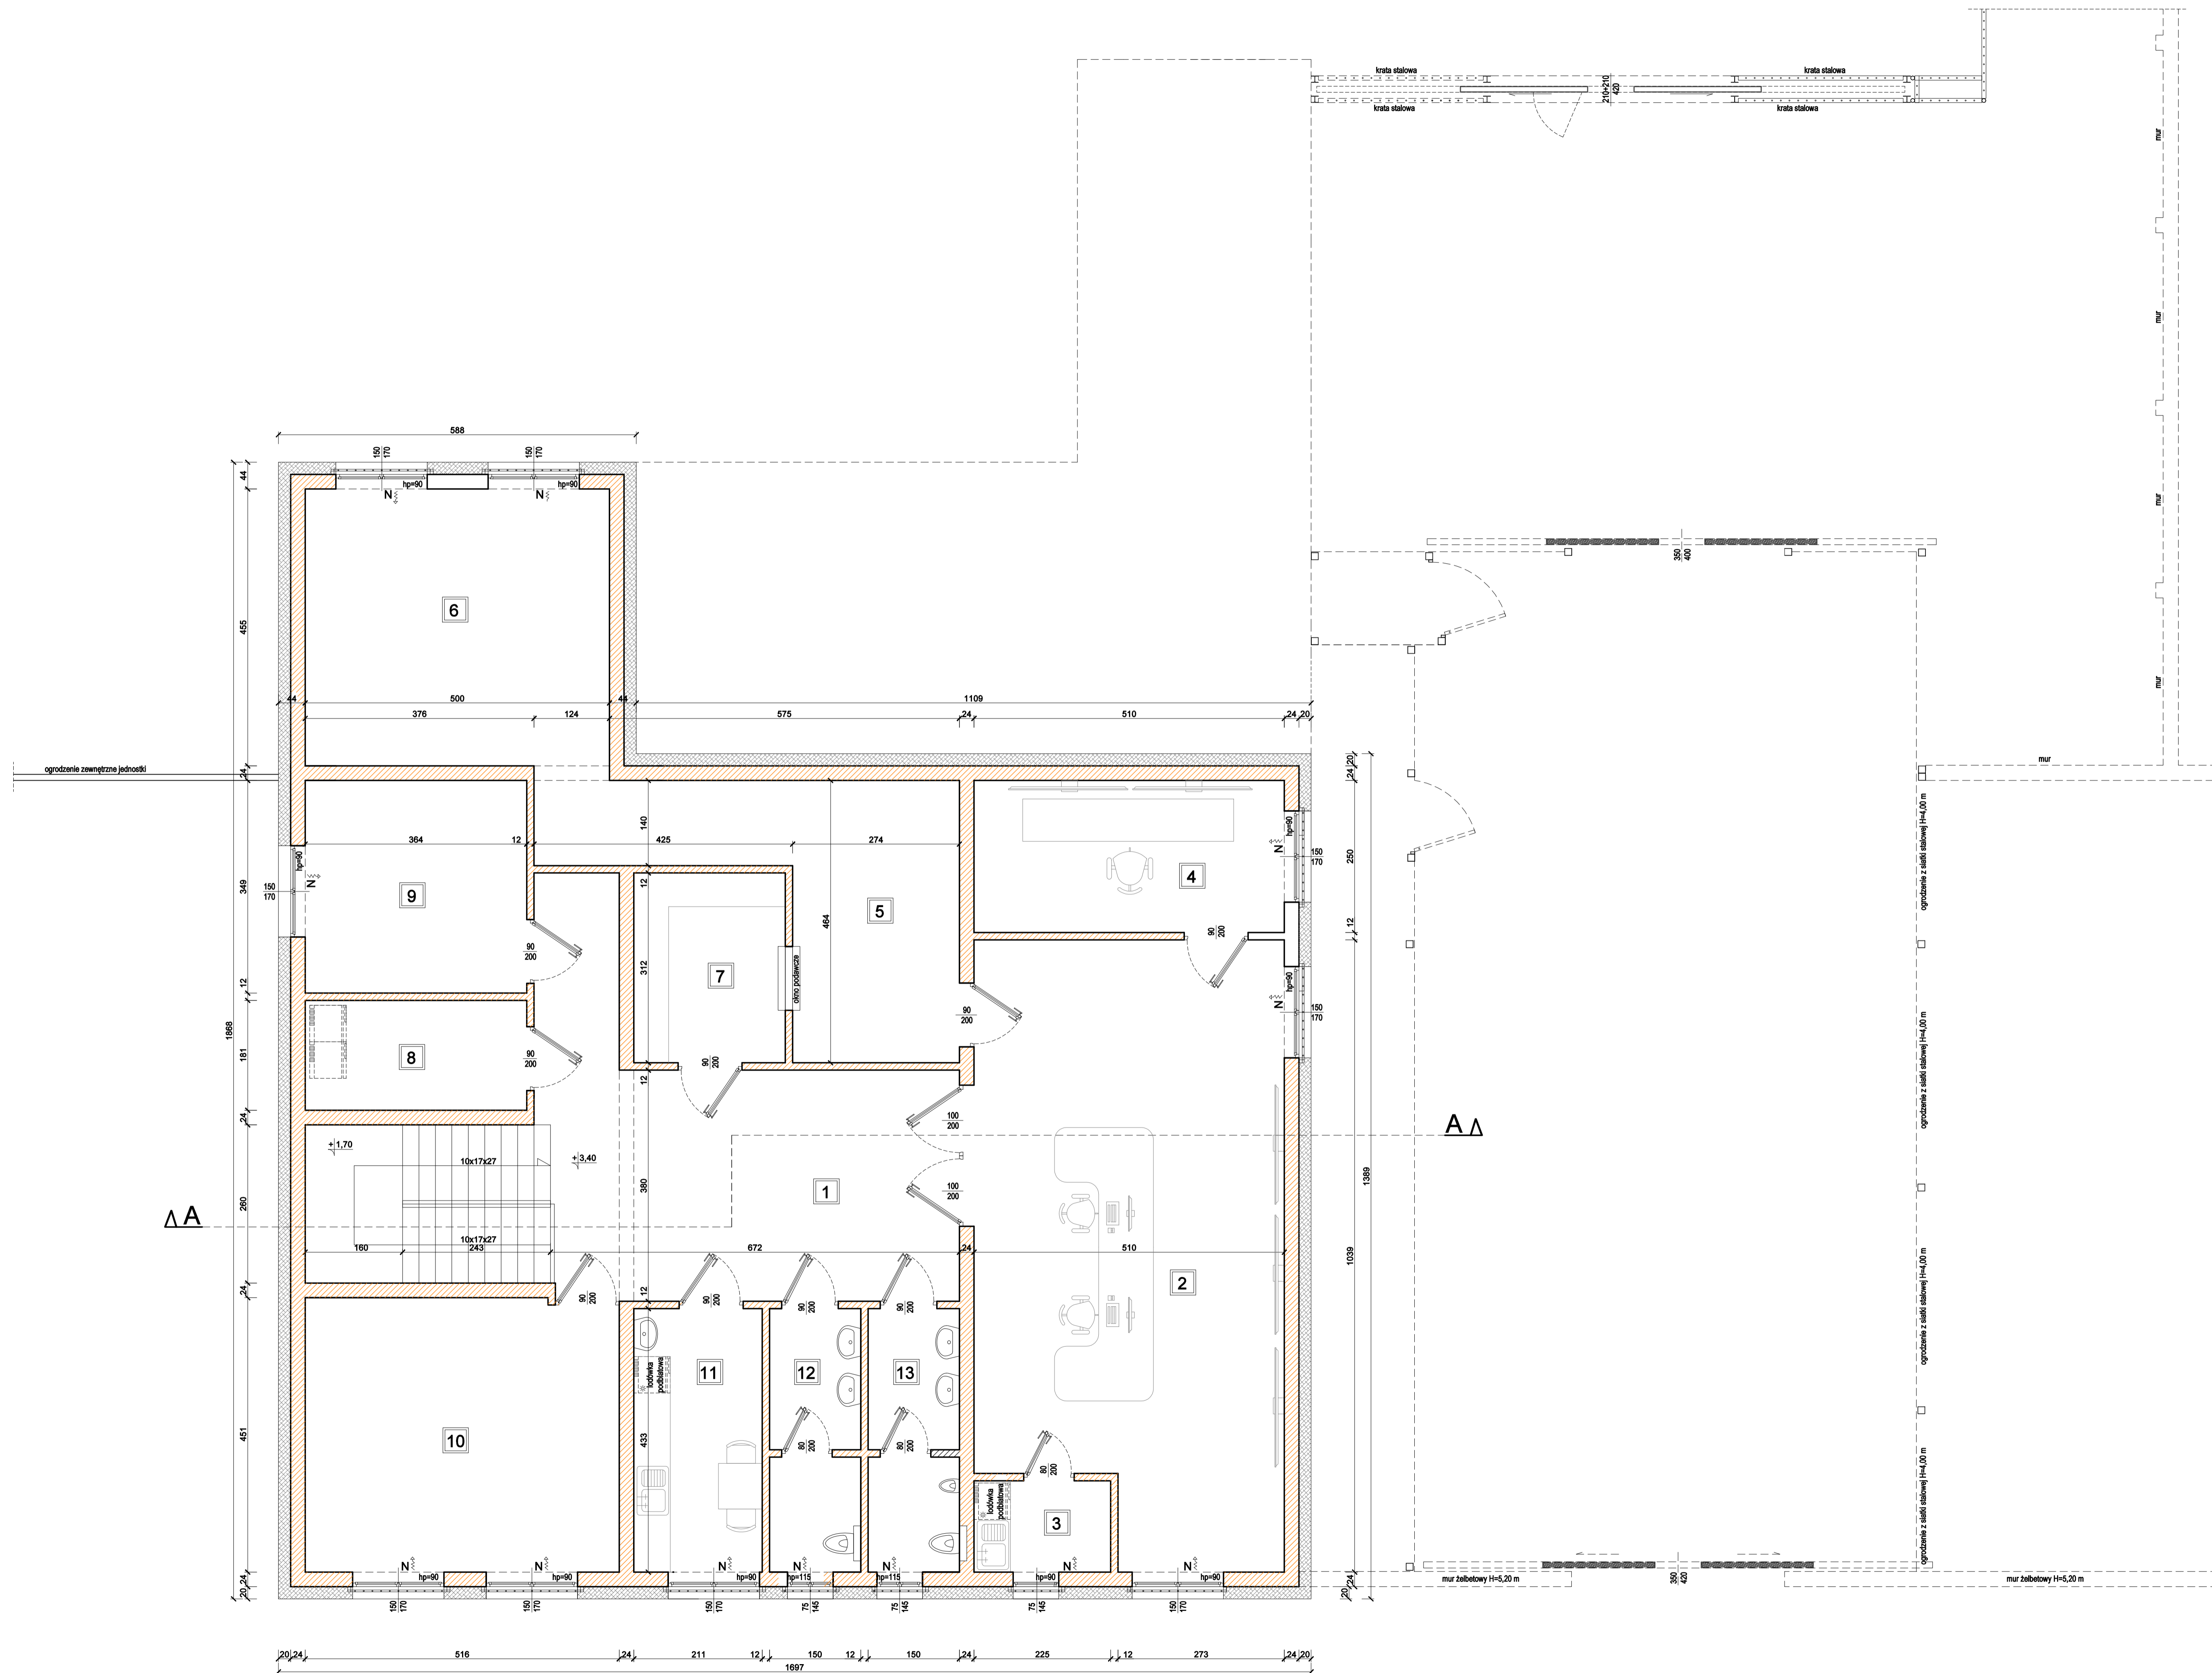 krata stalowa
krata stalowa
krata stalowa
krata stalowa
210+210
420
mur
mur
mur
mur
588
150
170
150
170
hp=90
hp=90
N
N
44
455
6
350
400
44
500
44
1109
376
124
575
24
510
24
20
ogrodzenie zewnętrzne jednostki
mur
24
20
24
364
12
140
425
274
hp=90
N
150
170
349
9
12
464
5
4
hp=90
N
150
170
250
12
90
200
90
200
312
7
okno podawcze
90
200
hp=90
N
150
170
12
1868
181
8
90
200
90
200
12
24
+ 1,70
10x17x27
+ 3,40
380
1
100
200
100
200
A
A
260
10x17x27
160
243
672
24
510
1039
1389
2
24
12
90
200
90
200
90
200
90
200
451
10
11
12
13
lodówka
podblatowa
433
80
200
80
200
80
200
lodówka
podblatowa
3
N
N
N
N
N
N
N
hp=90
hp=90
hp=90
hp=115
hp=115
hp=90
hp=90
24
20
24
20
150
170
150
170
150
170
75
145
75
145
75
145
150
170
ogrodzenie z siatki stalowej H=4,00 m
ogrodzenie z siatki stalowej H=4,00 m
ogrodzenie z siatki stalowej H=4,00 m
ogrodzenie z siatki stalowej H=4,00 m
mur żelbetowy H=5,20 m
350
420
mur żelbetowy H=5,20 m
20
24
516
24
211
12
150
12
150
24
225
12
273
24
20
1697